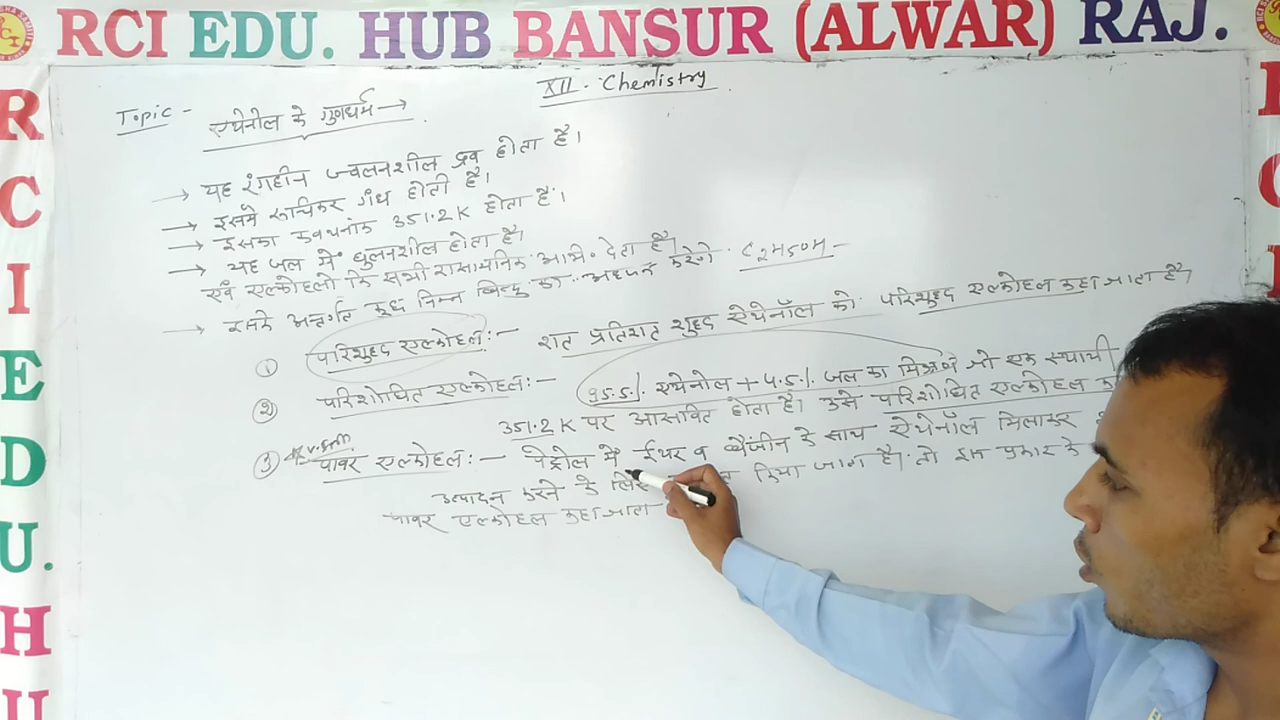 RCI EDU. HUB BANSUR (ALWAR) RAJ.
R
C
I
E
D
U.
H
U
XII - Chemistry
Topic - एथेनोल के गुणधर्म →
→ यह रंगहीन ज्वलनशील द्रव होता है।
→ इसमें रूचिकर गंध होती है।
→ इसका क्वथनांक 351.2 K होता है।
→ यह जल में घुलनशील होता है।
एवं एल्कोहलो कि सभी रासायनिक अभि. देता है।
→ इसके अन्तर्गत कुछ निम्न बिन्दु का अध्ययन करेगे C2H5OH -
① परिशुद्द एल्कोहल :- शत प्रतिशत शुद्द ऐथेनॉल को परिशुद्द एल्कोहल कहा जाता है।
② परिशोधित एल्कोहल :- 95.5% एथेनोल + 4.5% जल का मिश्रण जो एक स्थायी
351.2 K पर आसवित होता है। उसे परिशोधित एल्कोहल
③ पावर एल्कोहल :- पेट्रोल में ईथर व बैंजीन के साथ ऐथेनॉल मिलाकर
उत्पादन करने के लिए किया जाता है। तो इस प्रकार के
पावर एल्कोहल कहा जाता